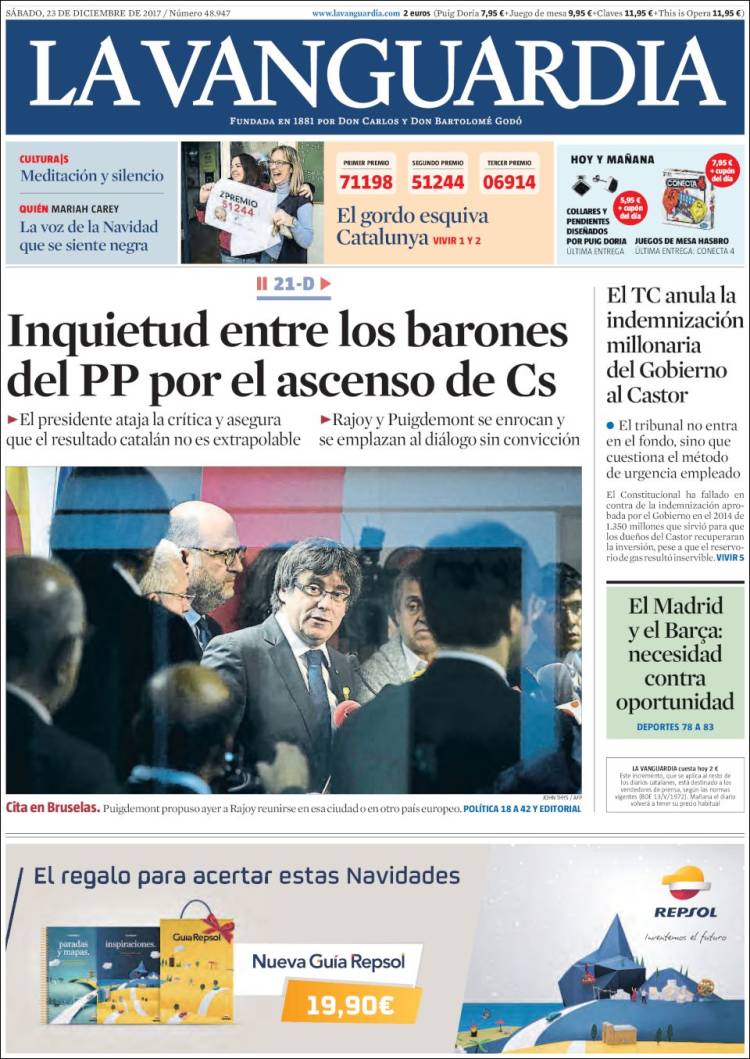 SÁBADO, 23 DE DICIEMBRE DE 2017 / Número 48.947
www.lavanguardia.com 2 euros (Puig Doria 7,95 €+Juego de mesa 9,95 €+Claves 11,95 €+This is Opera 11,95 €)
LA VANGUARDIA
FUNDADA EN 1881 POR DON CARLOS Y DON BARTOLOMÉ GODÓ
CULTURA|S
Meditación y silencio
QUIÉN MARIAH CAREY
La voz de la Navidad
que se siente negra
2º PREMIO
51244
PRIMER PREMIO
71198
SEGUNDO PREMIO
51244
TERCER PREMIO
06914
El gordo esquiva
Catalunya VIVIR 1 Y 2
HOY Y MAÑANA
5,95 €
+ cupón
del día
COLLARES Y
PENDIENTES
DISEÑADOS
POR PUIG DORIA
ÚLTIMA ENTREGA
7,95 €
+ cupón
del día
CONECTA
JUEGOS DE MESA HASBRO
ÚLTIMA ENTREGA: CONECTA 4
21-D
Inquietud entre los barones
del PP por el ascenso de Cs
El presidente ataja la crítica y asegura
que el resultado catalán no es extrapolable
Rajoy y Puigdemont se enrocan y
se emplazan al diálogo sin convicción
JOHN THYS / AFP
Cita en Bruselas. Puigdemont propuso ayer a Rajoy reunirse en esa ciudad o en otro país europeo. POLÍTICA 18 A 42 Y EDITORIAL
El TC anula la
indemnización
millonaria
del Gobierno
al Castor
• El tribunal no entra
en el fondo, sino que
cuestiona el método
de urgencia empleado
El Constitucional ha fallado en
contra de la indemnización apro-
bada por el Gobierno en el 2014 de
1.350 millones que sirvió para que
los dueños del Castor recuperaran
la inversión, pese a que el reservo-
rio de gas resultó inservible. VIVIR 5
El Madrid
y el Barça:
necesidad
contra
oportunidad
DEPORTES 78 A 83
LA VANGUARDIA cuesta hoy 2 €
Este incremento, que se aplica al resto de
los diarios catalanes, está destinado a los
vendedores de prensa, según las normas
vigentes (BOE 13/V/1972). Mañana el diario
volverá a tener su precio habitual
El regalo para acertar estas Navidades
paradas
y mapas.
inspiraciones.
Guía Repsol
Nueva Guía Repsol
19,90€
REPSOL
Inventemos el futuro